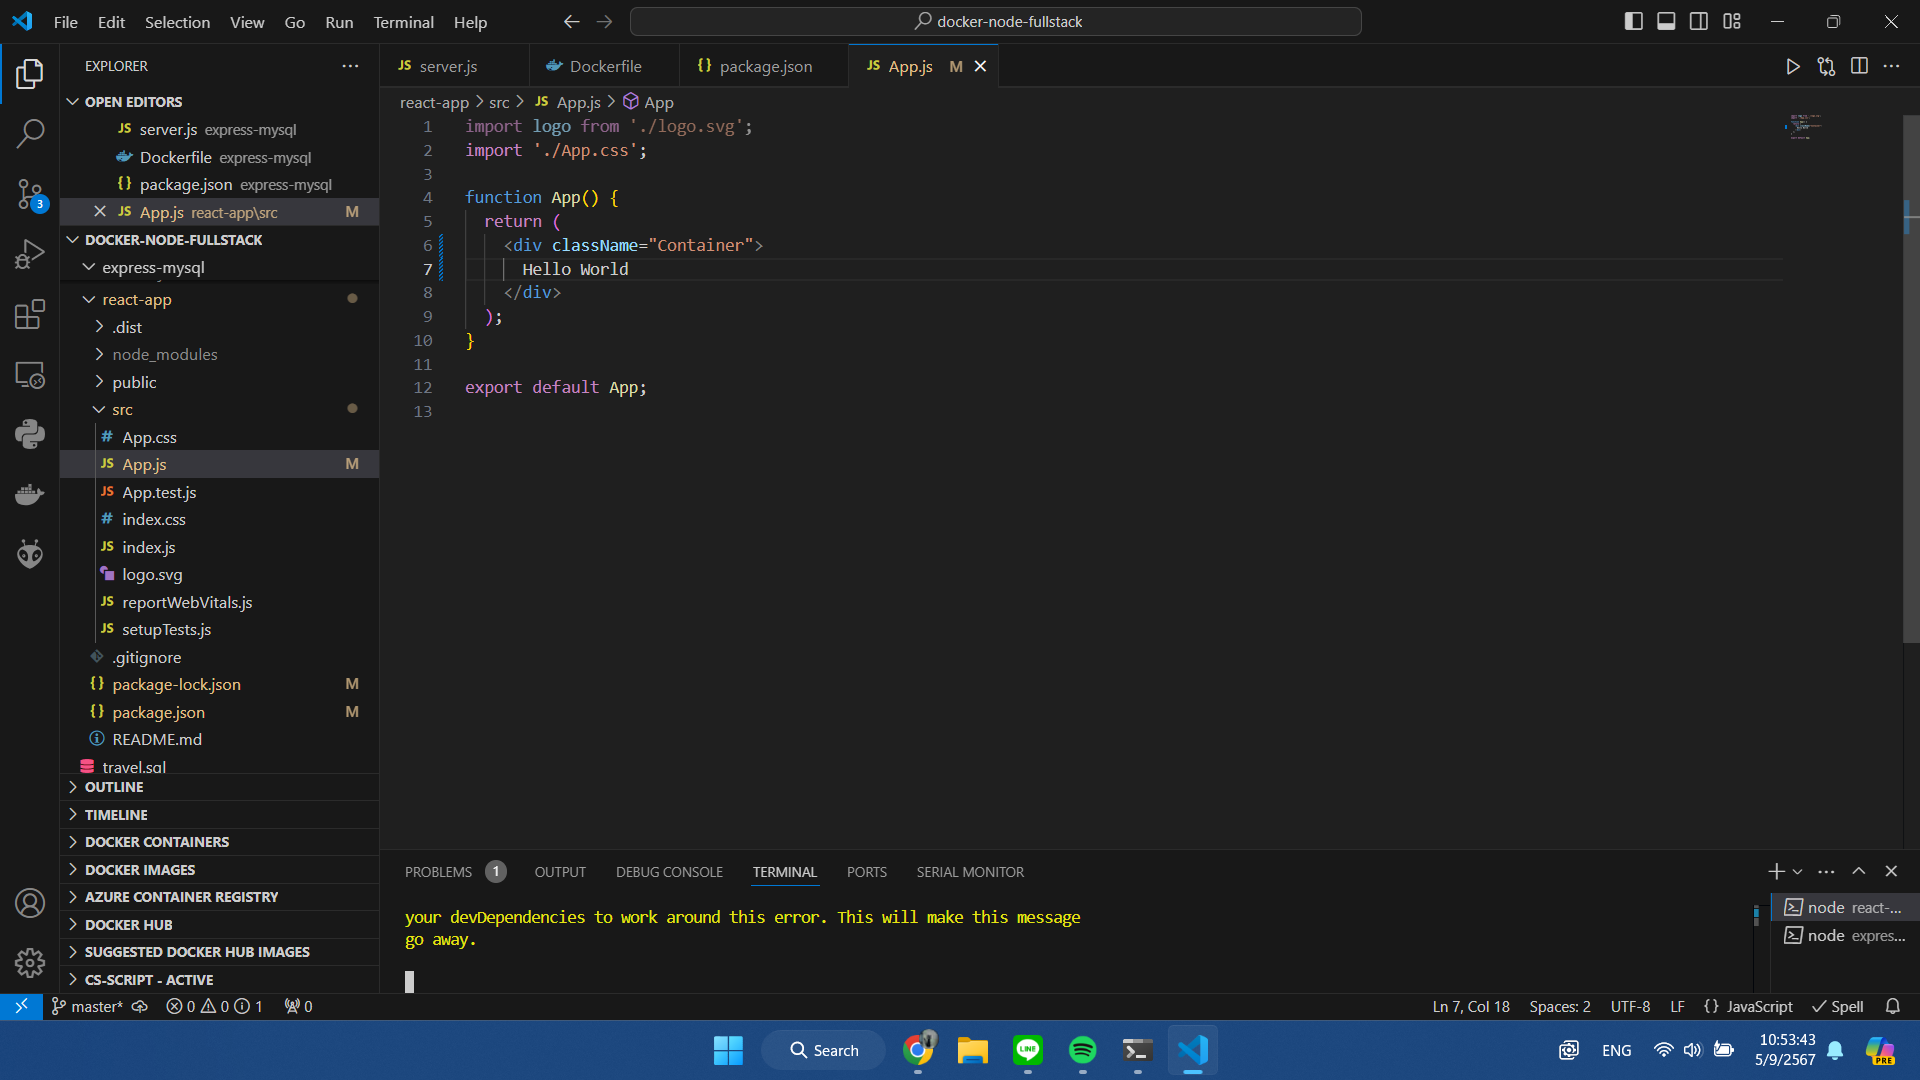 File Edit Selection View Go Run Terminal Help
docker-node-fullstack
EXPLORER
OPEN EDITORS
JS server.js express-mysql
Dockerfile express-mysql
{} package.json express-mysql
JS App.js react-app\src M
DOCKER-NODE-FULLSTACK
express-mysql
react-app
.dist
node_modules
public
src
# App.css
JS App.js M
JS App.test.js
# index.css
JS index.js
logo.svg
JS reportWebVitals.js
JS setupTests.js
.gitignore
{} package-lock.json M
{} package.json M
README.md
travel.sql
OUTLINE
TIMELINE
DOCKER CONTAINERS
DOCKER IMAGES
AZURE CONTAINER REGISTRY
DOCKER HUB
SUGGESTED DOCKER HUB IMAGES
CS-SCRIPT - ACTIVE
3
JS server.js
Dockerfile
{} package.json
JS App.js M
react-app > src > JS App.js > App
1 import logo from './logo.svg';
2 import './App.css';
3
4 function App() {
5 return (
6 <div className="Container">
7 Hello World
8 </div>
9 );
10 }
11
12 export default App;
13
PROBLEMS 1 OUTPUT DEBUG CONSOLE TERMINAL PORTS SERIAL MONITOR
your devDependencies to work around this error. This will make this message
go away.
node react-...
node expres...
master* 0 0 1 0
Ln 7, Col 18 Spaces: 2 UTF-8 LF {} JavaScript Spell
Search
LINE
ENG
10:53:43
5/9/2567
PRE